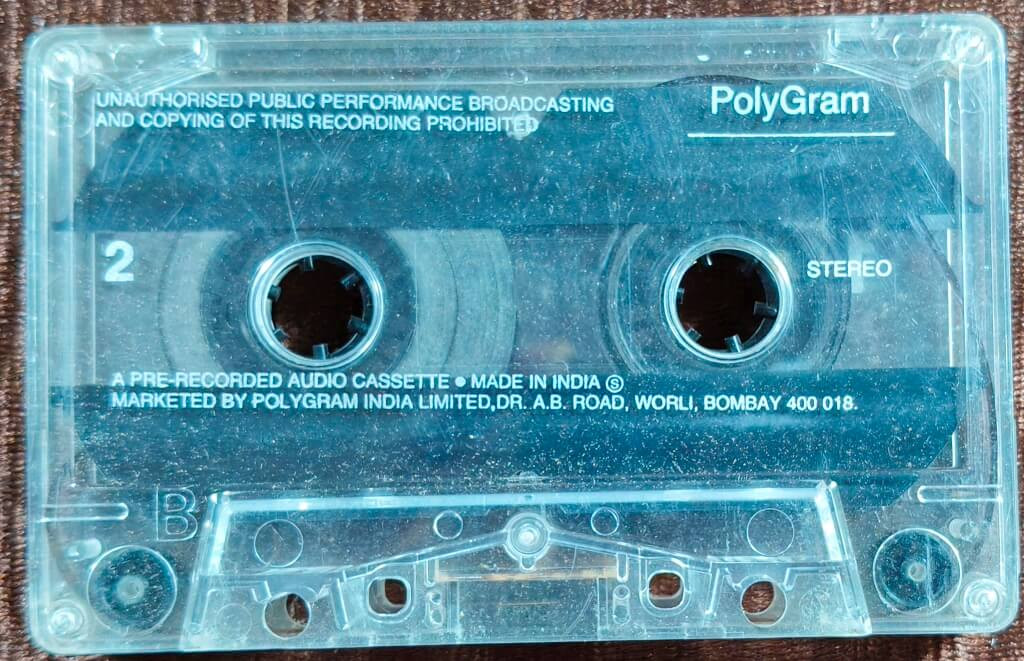 UNAUTHORISED PUBLIC PERFORMANCE BROADCASTING
AND COPYING OF THIS RECORDING PROHIBITED
PolyGram
2
STEREO
A PRE-RECORDED AUDIO CASSETTE ● MADE IN INDIA Ⓢ
MARKETED BY POLYGRAM INDIA LIMITED,DR. A.B. ROAD, WORLI, BOMBAY 400 018.
B